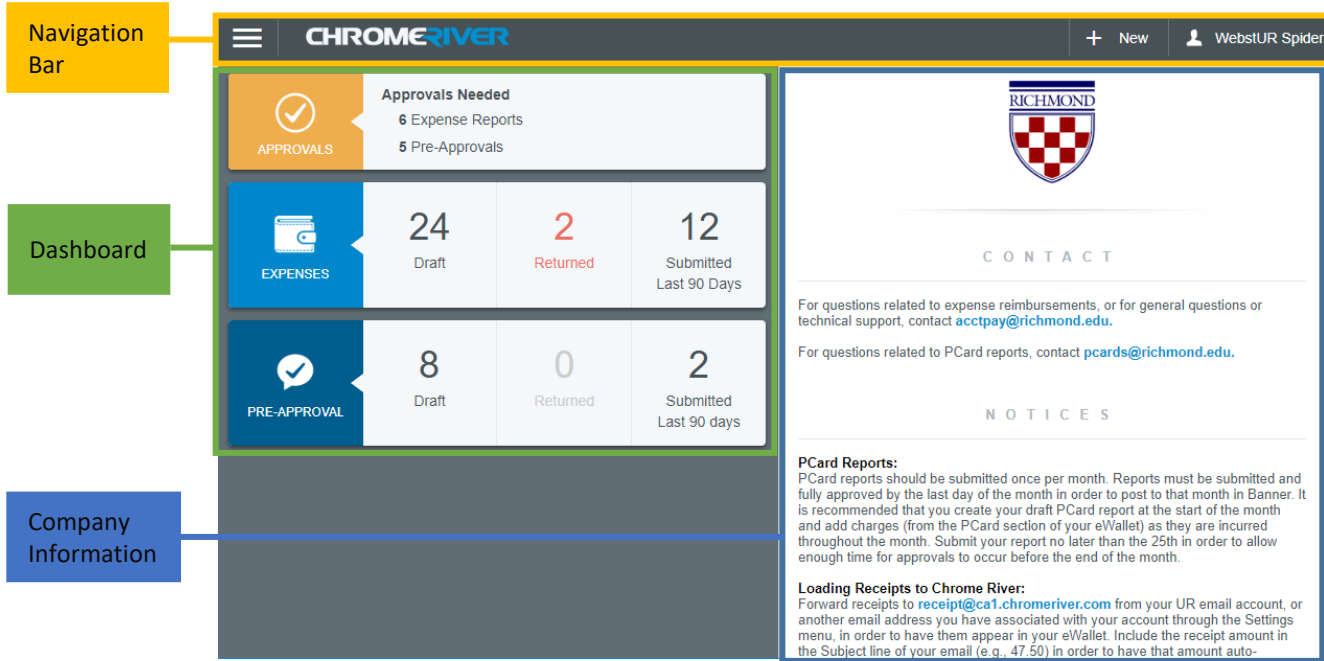 Navigation
Bar
CHROMERIVER
+ New
WebstUR Spider
APPROVALS
Approvals Needed
6 Expense Reports
5 Pre-Approvals
Dashboard
EXPENSES
24
Draft
2
Returned
12
Submitted
Last 90 Days
PRE-APPROVAL
8
Draft
0
Returned
2
Submitted
Last 90 days
Company
Information
RICHMOND
CONTACT
For questions related to expense reimbursements, or for general questions or
technical support, contact acctpay@richmond.edu.
For questions related to PCard reports, contact pcards@richmond.edu.
NOTICES
PCard Reports:
PCard reports should be submitted once per month. Reports must be submitted and
fully approved by the last day of the month in order to post to that month in Banner. It
is recommended that you create your draft PCard report at the start of the month
and add charges (from the PCard section of your eWallet) as they are incurred
throughout the month. Submit your report no later than the 25th in order to allow
enough time for approvals to occur before the end of the month.
Loading Receipts to Chrome River:
Forward receipts to receipt@ca1.chromeriver.com from your UR email account, or
another email address you have associated with your account through the Settings
menu, in order to have them appear in your eWallet. Include the receipt amount in
the Subject line of your email (e.g., 47.50) in order to have that amount auto-